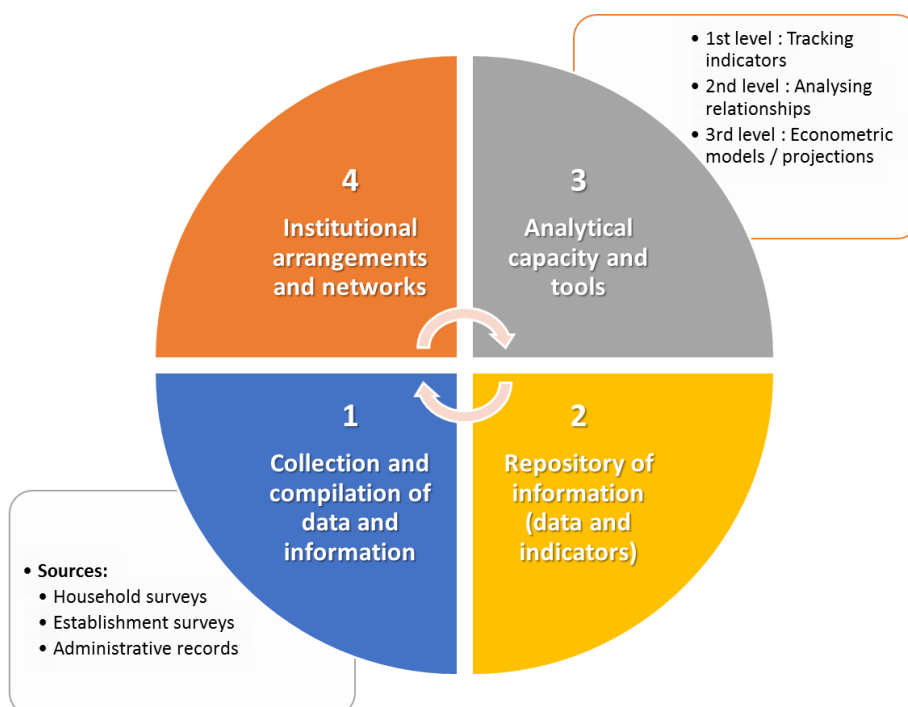 • 1st level : Tracking
indicators
• 2nd level : Analysing
relationships
• 3rd level : Econometric
models / projections
4
Institutional
arrangements
and networks
3
Analytical
capacity and
tools
1
Collection and
compilation of
data and
information
2
Repository of
information
(data and
indicators)
• Sources:
• Household surveys
• Establishment surveys
• Administrative records